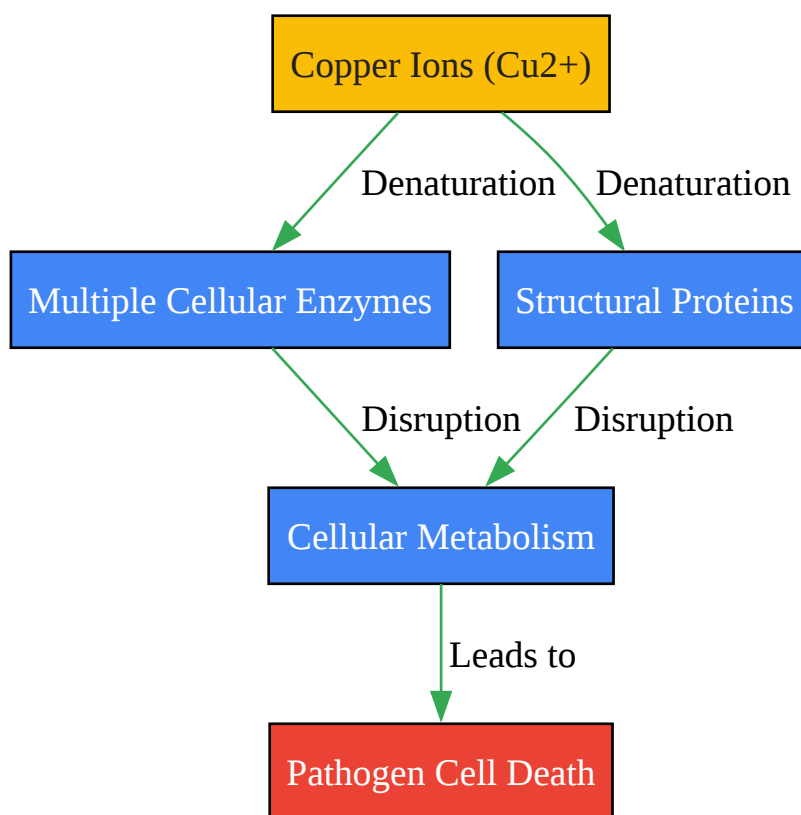 Copper Ions (Cu2+)
Denaturation
Denaturation
Multiple Cellular Enzymes
Structural Proteins
Disruption
Disruption
Cellular Metabolism
Leads to
Pathogen Cell Death